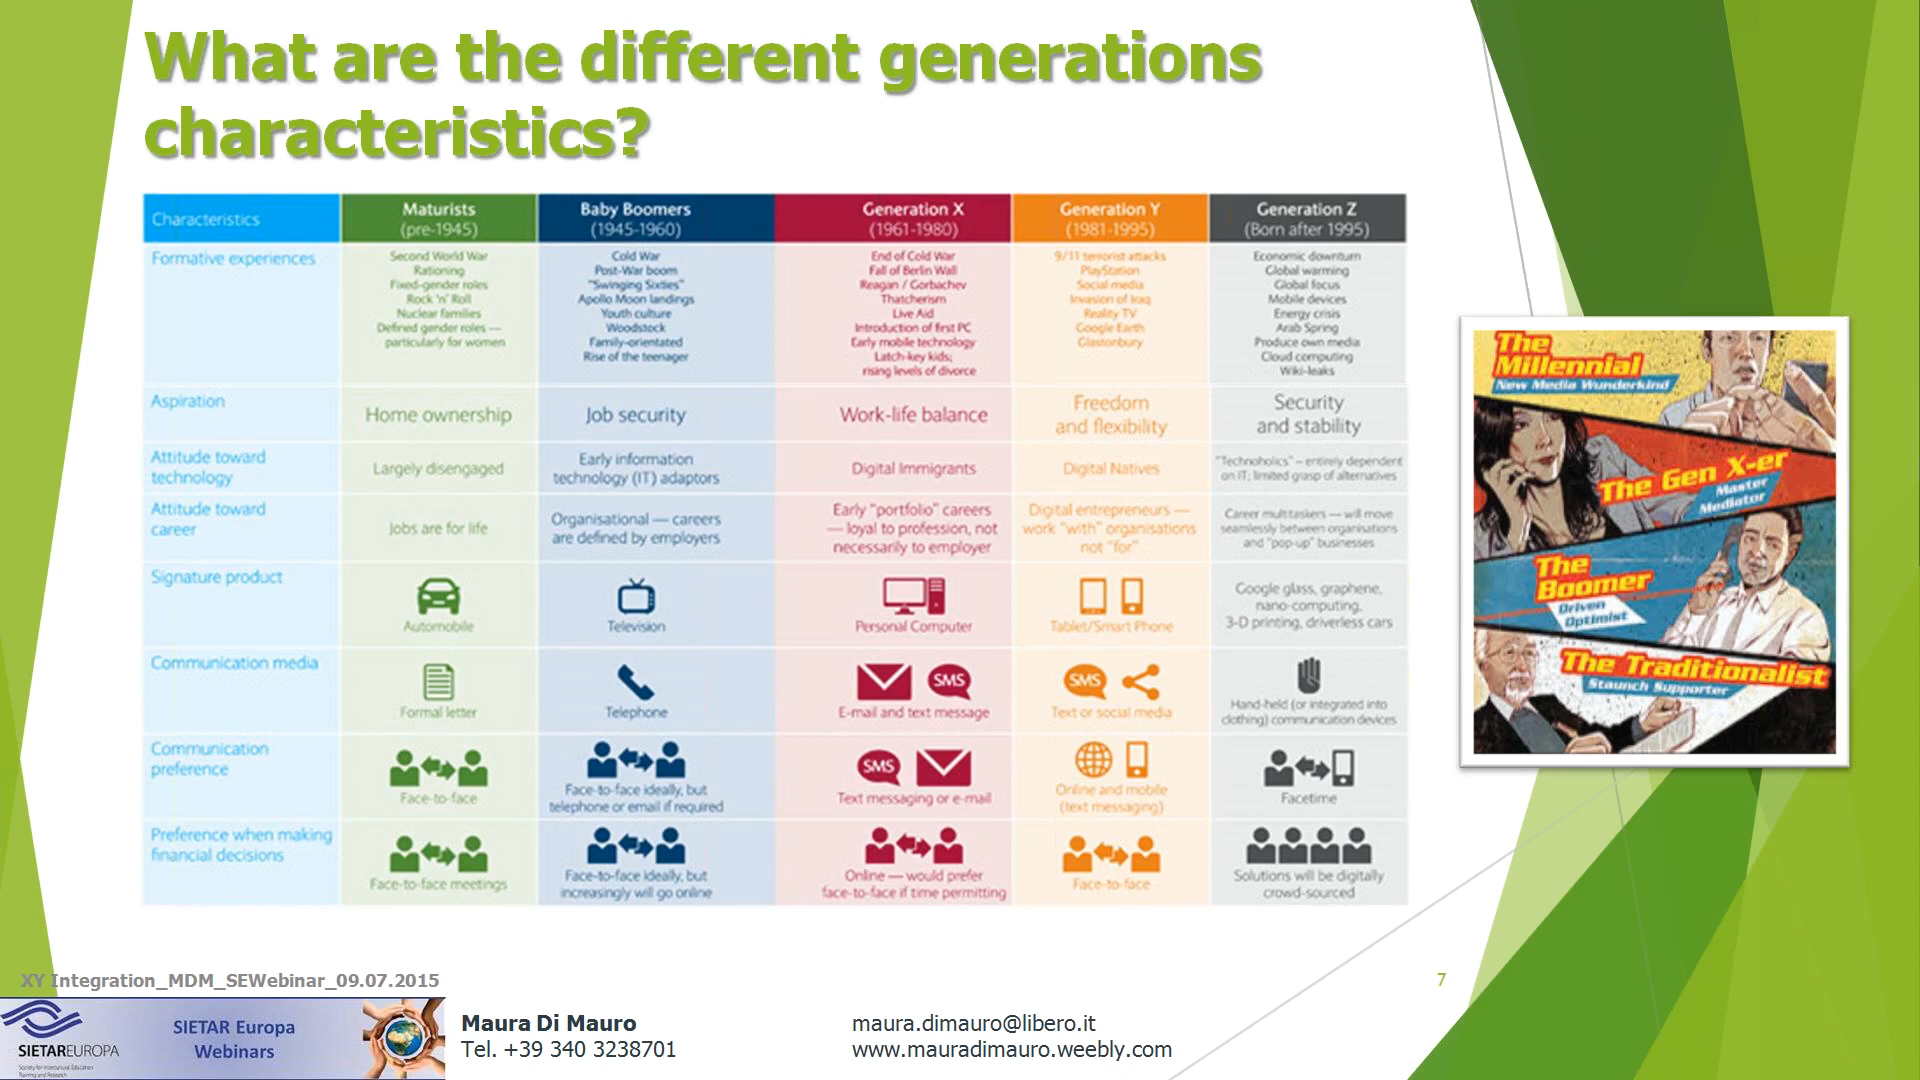 What are the different generations
characteristics?
Characteristics
Maturists
(pre-1945)
Baby Boomers
(1945-1960)
Generation X
(1961-1980)
Generation Y
(1981-1995)
Generation Z
(Born after 1995)
Formative experiences
Second World War
Rationing
Fixed-gender roles
Rock 'n' Roll
Nuclear families
Defined gender roles —
particularly for women
Cold War
Post-War boom
"Swinging Sixties"
Apollo Moon landings
Youth culture
Woodstock
Family-orientated
Rise of the teenager
End of Cold War
Fall of Berlin Wall
Reagan / Gorbachev
Thatcherism
Live Aid
Introduction of first PC
Early mobile technology
Latch-key kids;
rising levels of divorce
9/11 terrorist attacks
PlayStation
Social media
Invasion of Iraq
Reality TV
Google Earth
Glastonbury
Economic downturn
Global warming
Global focus
Mobile devices
Energy crisis
Arab Spring
Produce own media
Cloud computing
Wiki-leaks
Aspiration
Home ownership
Job security
Work-life balance
Freedom
and flexibility
Security
and stability
Attitude toward
technology
Largely disengaged
Early information
technology (IT) adaptors
Digital Immigrants
Digital Natives
"Technoholics" – entirely dependent
on IT; limited grasp of alternatives
Attitude toward
career
Jobs are for life
Organisational — careers
are defined by employers
Early "portfolio" careers
— loyal to profession, not
necessarily to employer
Digital entrepreneurs —
work "with" organisations
not "for"
Career multitaskers — will move
seamlessly between organisations
and "pop-up" businesses
Signature product
Automobile
Television
Personal Computer
Tablet/Smart Phone
Google glass, graphene,
nano-computing,
3-D printing, driverless cars
Communication media
Formal letter
Telephone
SMS
E-mail and text message
SMS
Text or social media
Hand-held (or integrated into
clothing) communication devices
Communication
preference
Face-to-face
Face-to-face ideally, but
telephone or email if required
SMS
Text messaging or e-mail
Online and mobile
(text messaging)
Facetime
Preference when making
financial decisions
Face-to-face meetings
Face-to-face ideally, but
increasingly will go online
Online — would prefer
face-to-face if time permitting
Face-to-face
Solutions will be digitally
crowd-sourced
The
Millennial
New Media Wunderkind
The Gen X-er
Master
Mediator
The
Boomer
Driven
Optimist
The Traditionalist
Staunch Supporter
XY Integration_MDM_SEWebinar_09.07.2015
7
SIETAREUROPA
Society for Intercultural Education
Training and Research
SIETAR Europa
Webinars
Maura Di Mauro
Tel. +39 340 3238701
maura.dimauro@libero.it
www.mauradimauro.weebly.com